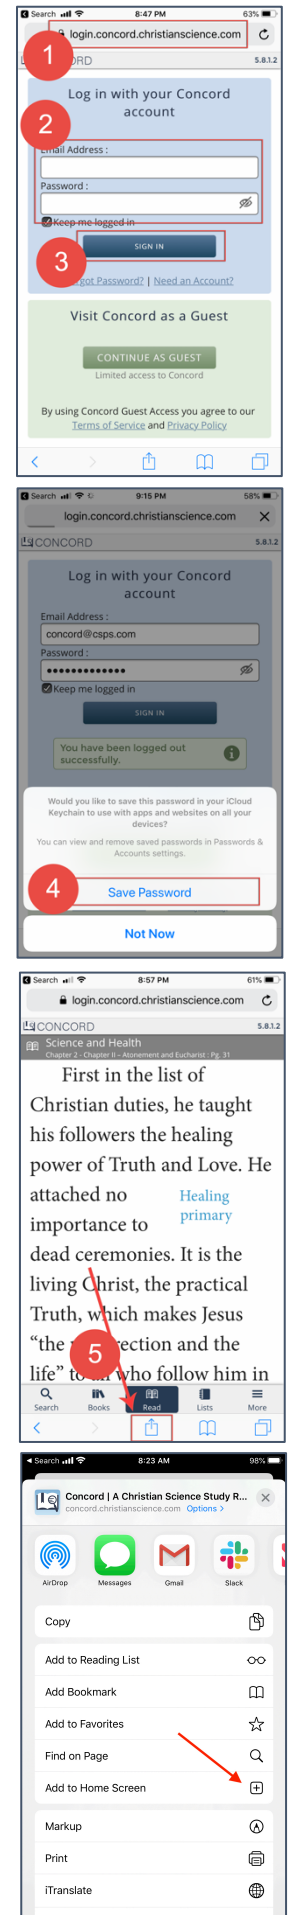 Search 8:47 PM 63%
login.concord.christianscience.com
1
ORD 5.8.1.2
Log in with your Concord
account
2
Email Address :
Password :
Keep me logged in
3
SIGN IN
got Password? | Need an Account?
Visit Concord as a Guest
CONTINUE AS GUEST
Limited access to Concord
By using Concord Guest Access you agree to our
Terms of Service and Privacy Policy
Search 9:15 PM 58%
login.concord.christianscience.com
CONCORD 5.8.1.2
Log in with your Concord
account
Email Address :
concord@csps.com
Password :
Keep me logged in
SIGN IN
You have been logged out
successfully.
Would you like to save this password in your iCloud
Keychain to use with apps and websites on all your
devices?
You can view and remove saved passwords in Passwords &
Accounts settings.
4
Save Password
Not Now
Search 8:57 PM 61%
login.concord.christianscience.com
CONCORD 5.8.1.2
Science and Health
Chapter 2 - Chapter II – Atonement and Eucharist : Pg. 31
First in the list of
Christian duties, he taught
his followers the healing
power of Truth and Love. He
attached no Healing
importance to primary
dead ceremonies. It is the
living Christ, the practical
Truth, which makes Jesus
“the rection and the
5
life” to all who follow him in
Search Books Read Lists More
Search 8:23 AM 98%
Concord | A Christian Science Study R...
concord.christianscience.com Options >
AirDrop Messages Gmail Slack
Copy
Add to Reading List
Add Bookmark
Add to Favorites
Find on Page
Add to Home Screen
Markup
Print
iTranslate